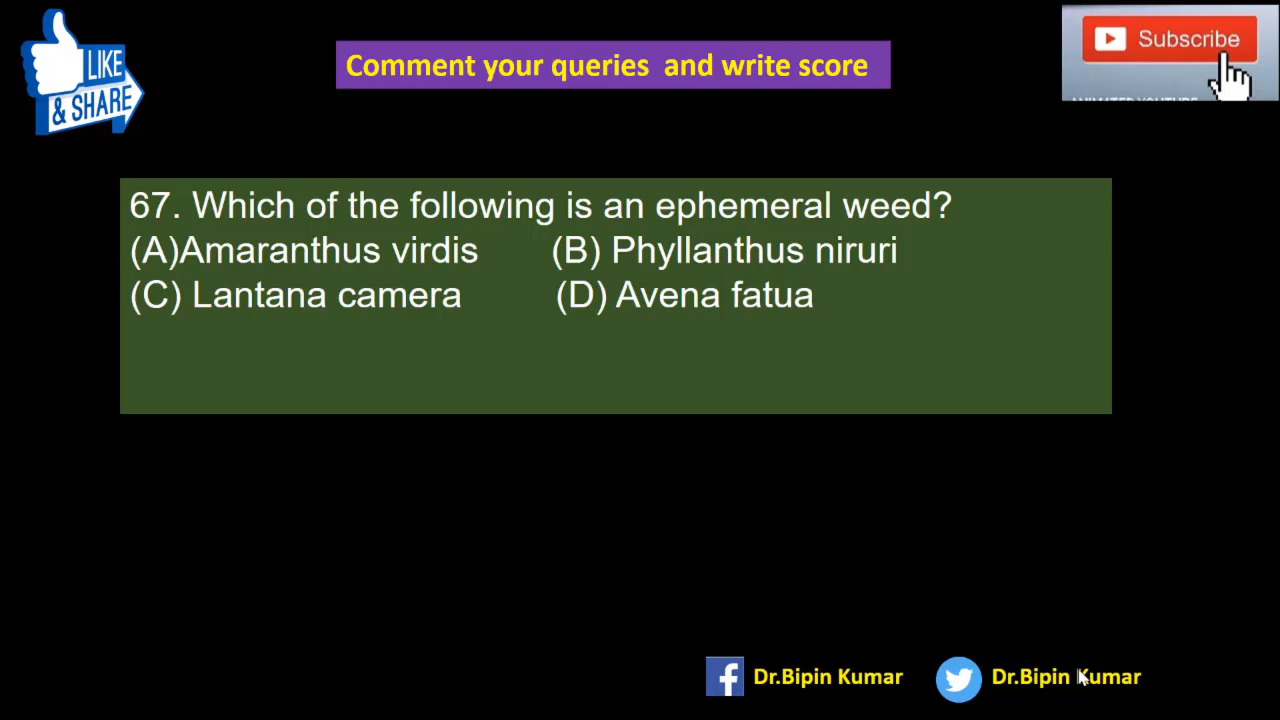 LIKE
& SHARE
Comment your queries and write score
Subscribe
67. Which of the following is an ephemeral weed?
(A)Amaranthus virdis (B) Phyllanthus niruri
(C) Lantana camera (D) Avena fatua
Dr.Bipin Kumar Dr.Bipin Kumar